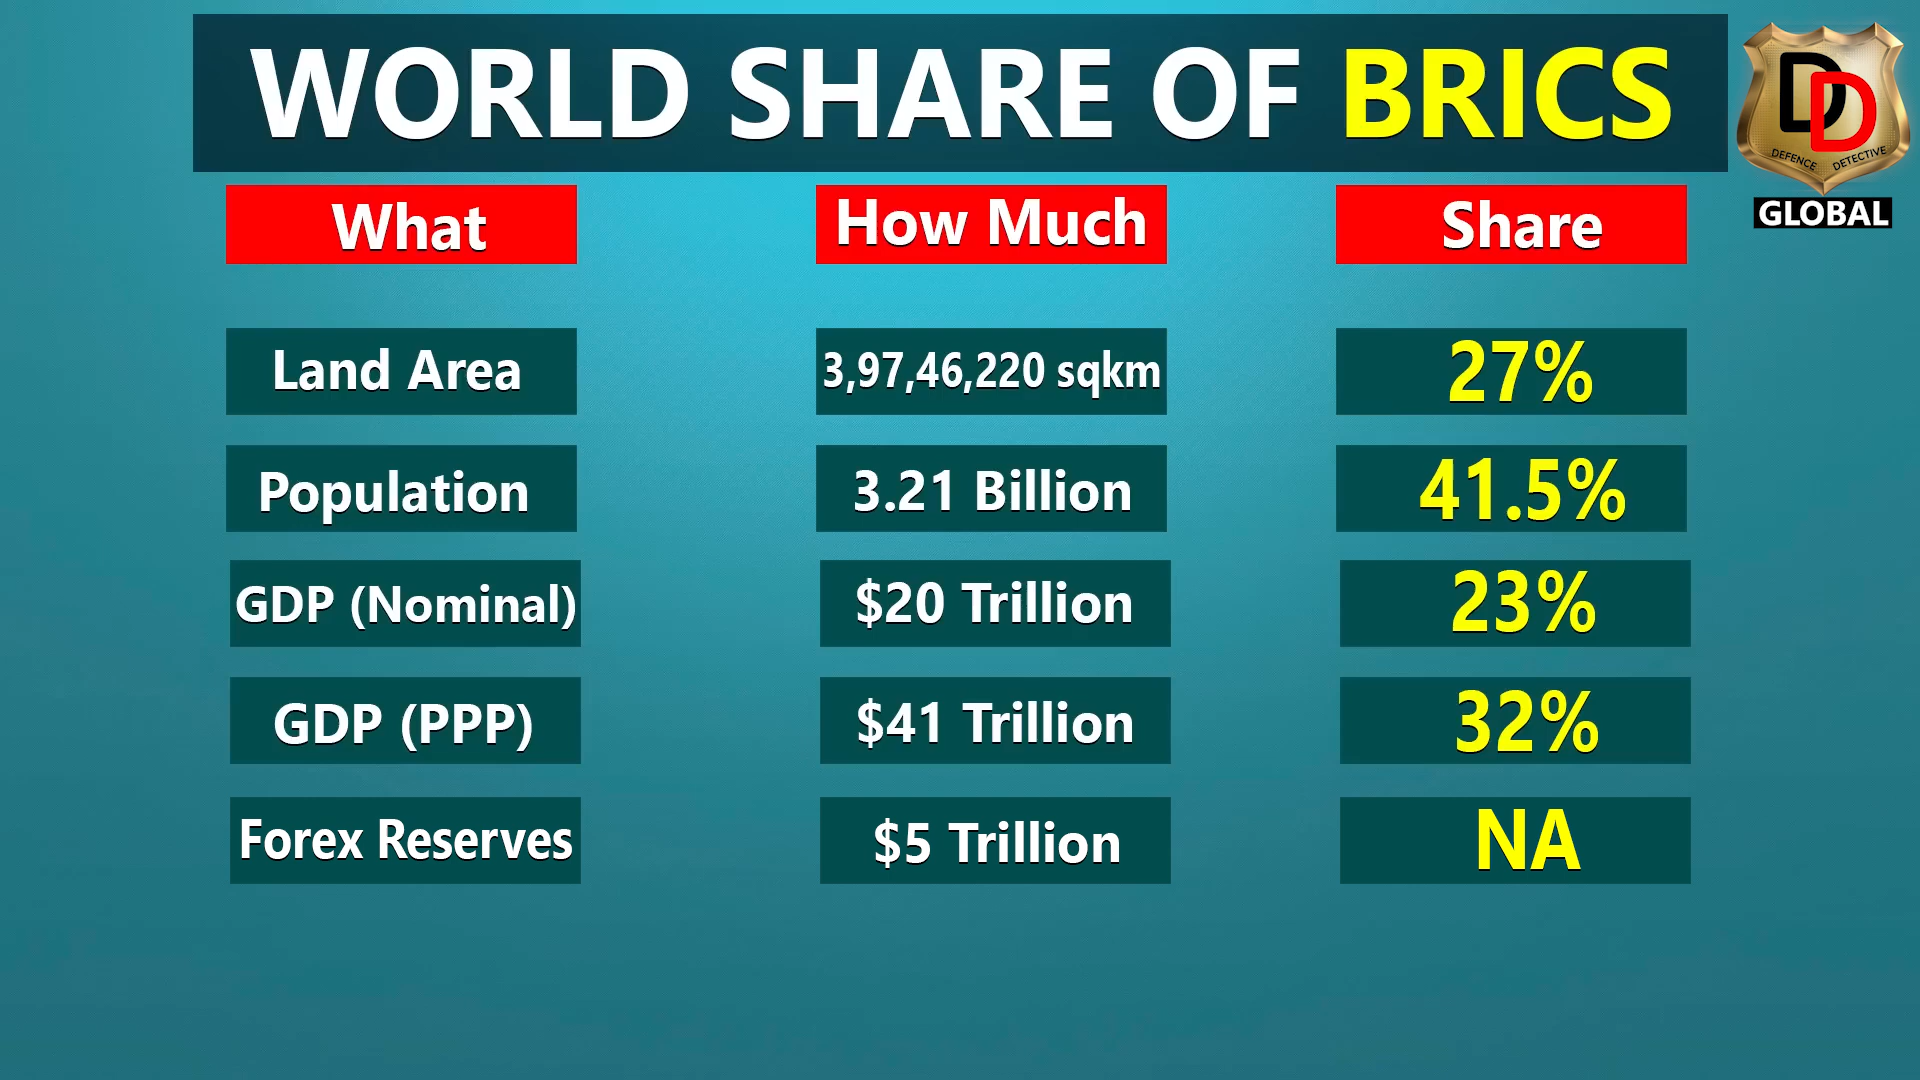 WORLD SHARE OF BRICS
DD
DEFENCE DETECTIVE
GLOBAL
What How Much Share
Land Area 3,97,46,220 sqkm 27%
Population 3.21 Billion 41.5%
GDP (Nominal) $20 Trillion 23%
GDP (PPP) $41 Trillion 32%
Forex Reserves $5 Trillion NA